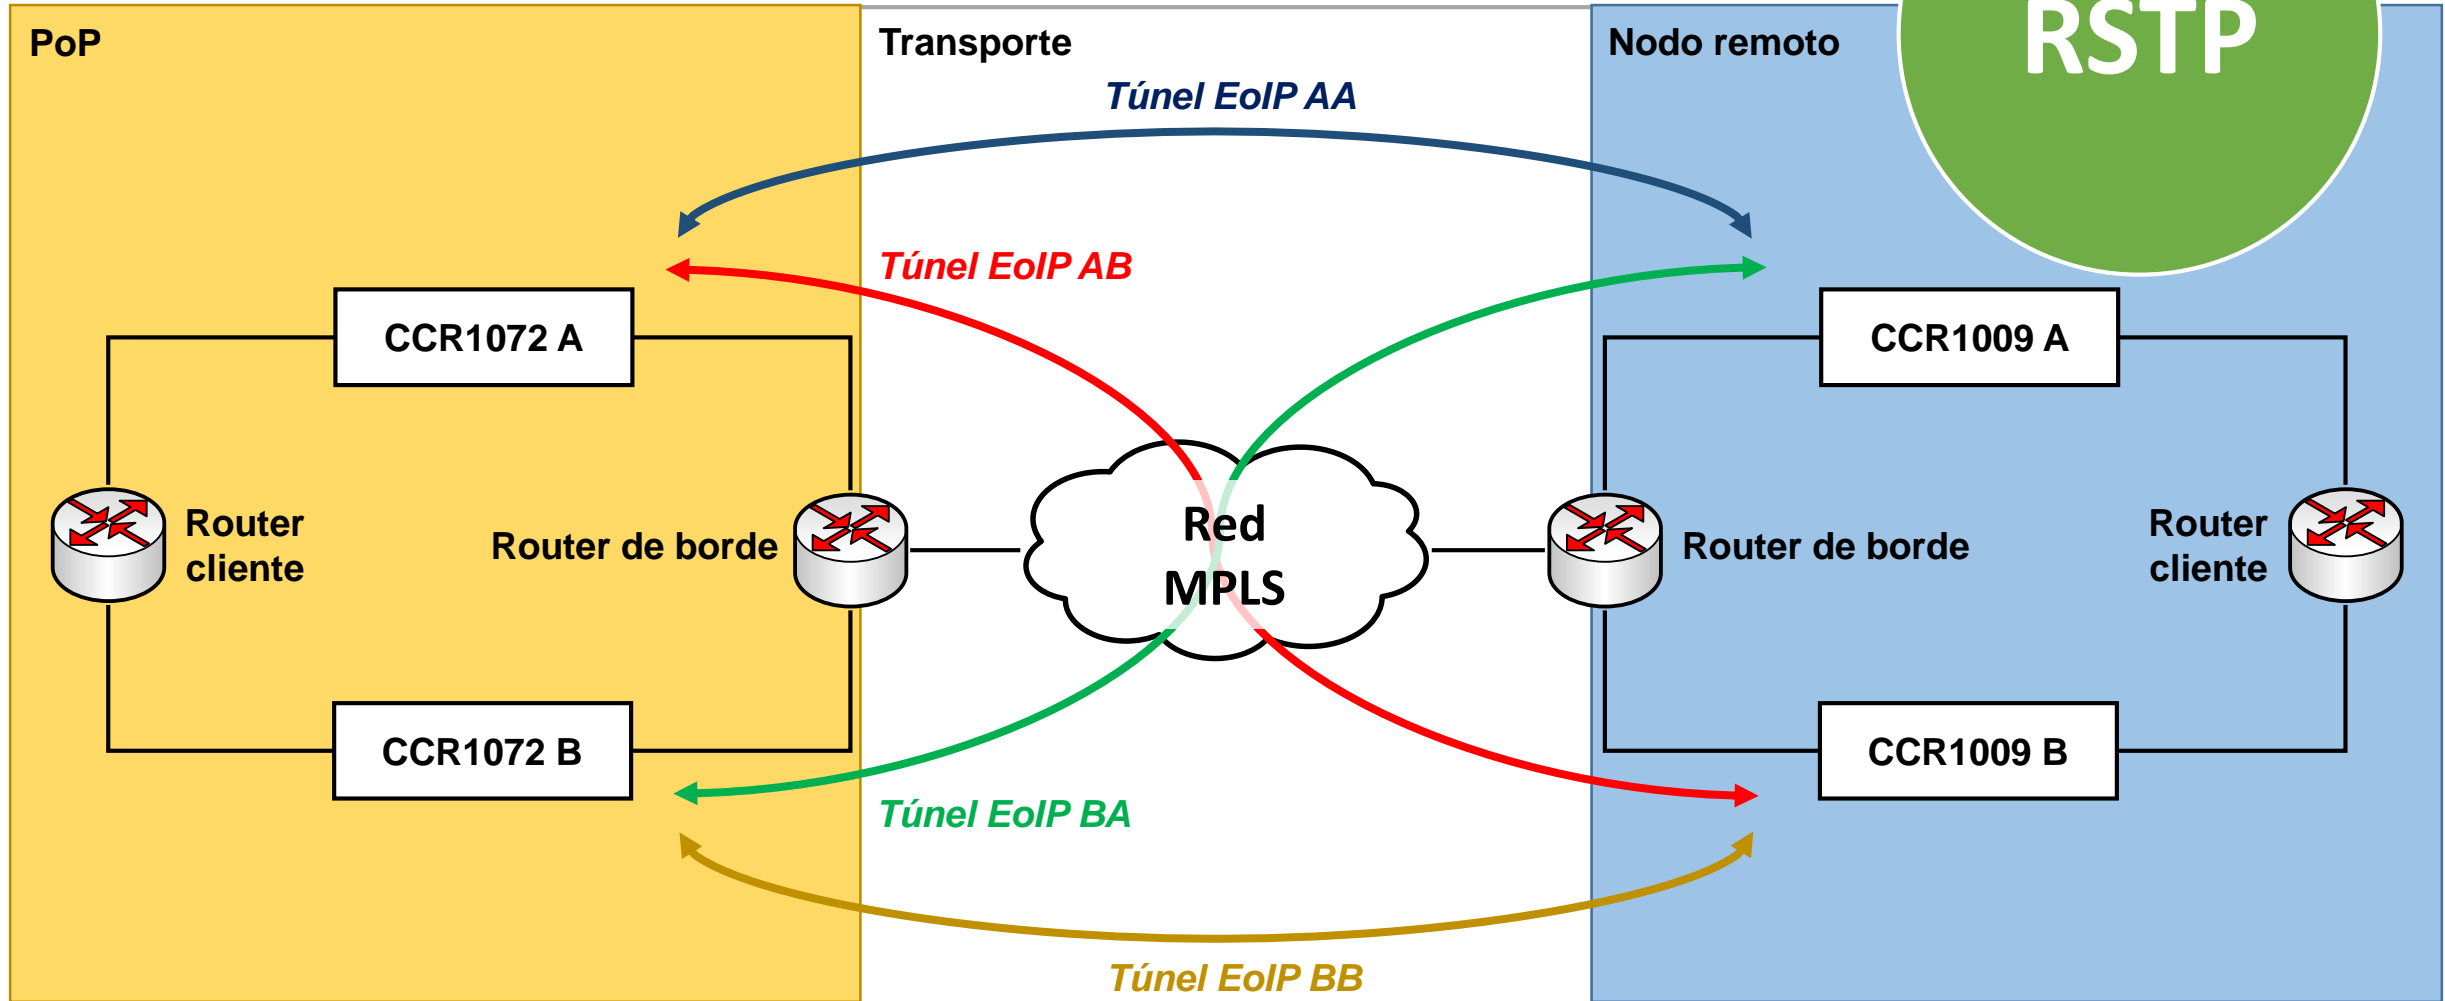 PoP
Transporte
Nodo remoto
RSTP
Túnel EoIP AA
Túnel EoIP AB
CCR1072 A
CCR1009 A
Router
cliente
Router de borde
Red
MPLS
Router de borde
Router
cliente
CCR1072 B
CCR1009 B
Túnel EoIP BA
Túnel EoIP BB